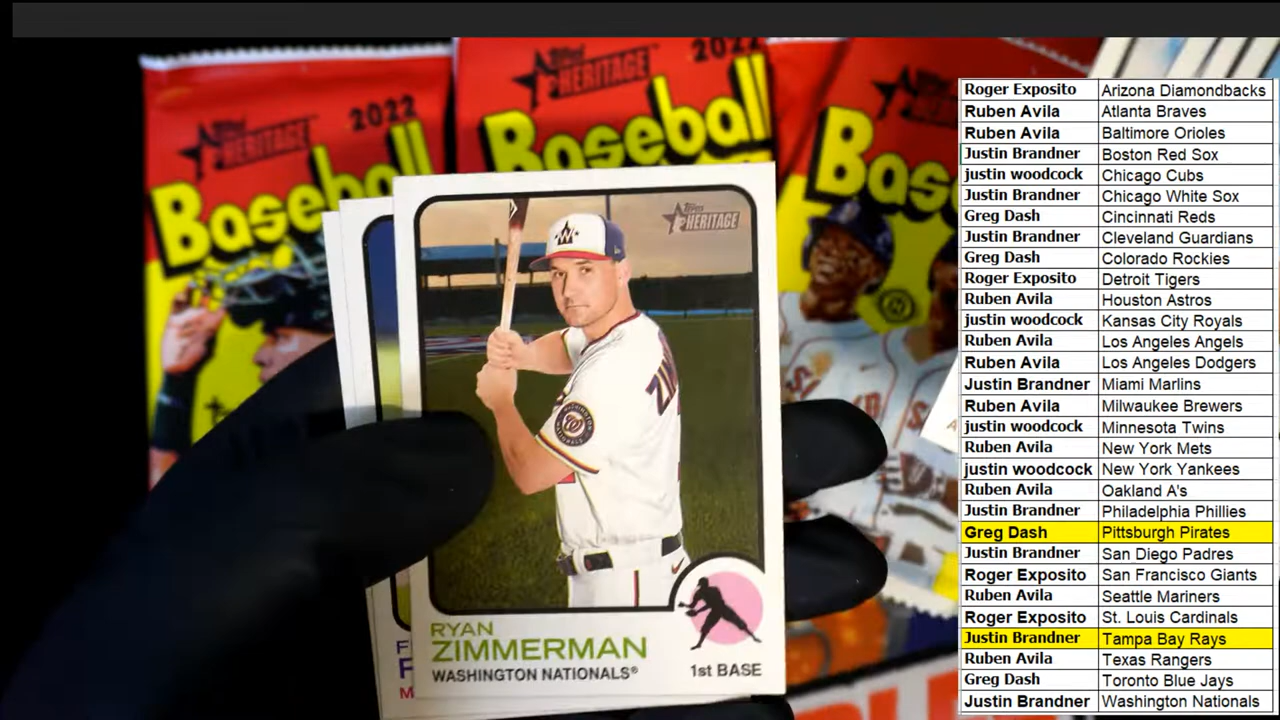 Topps HERITAGE
2022
Baseball
Topps HERITAGE
2022
Baseball
Topps HERITAGE
RYAN
ZIMMERMAN
WASHINGTON NATIONALS®
1st BASE
Roger Exposito Arizona Diamondbacks
Ruben Avila Atlanta Braves
Ruben Avila Baltimore Orioles
Justin Brandner Boston Red Sox
justin woodcock Chicago Cubs
Justin Brandner Chicago White Sox
Greg Dash Cincinnati Reds
Justin Brandner Cleveland Guardians
Greg Dash Colorado Rockies
Roger Exposito Detroit Tigers
Ruben Avila Houston Astros
justin woodcock Kansas City Royals
Ruben Avila Los Angeles Angels
Ruben Avila Los Angeles Dodgers
Justin Brandner Miami Marlins
Ruben Avila Milwaukee Brewers
justin woodcock Minnesota Twins
Ruben Avila New York Mets
justin woodcock New York Yankees
Ruben Avila Oakland A's
Justin Brandner Philadelphia Phillies
Greg Dash Pittsburgh Pirates
Justin Brandner San Diego Padres
Roger Exposito San Francisco Giants
Ruben Avila Seattle Mariners
Roger Exposito St. Louis Cardinals
Justin Brandner Tampa Bay Rays
Ruben Avila Texas Rangers
Greg Dash Toronto Blue Jays
Justin Brandner Washington Nationals